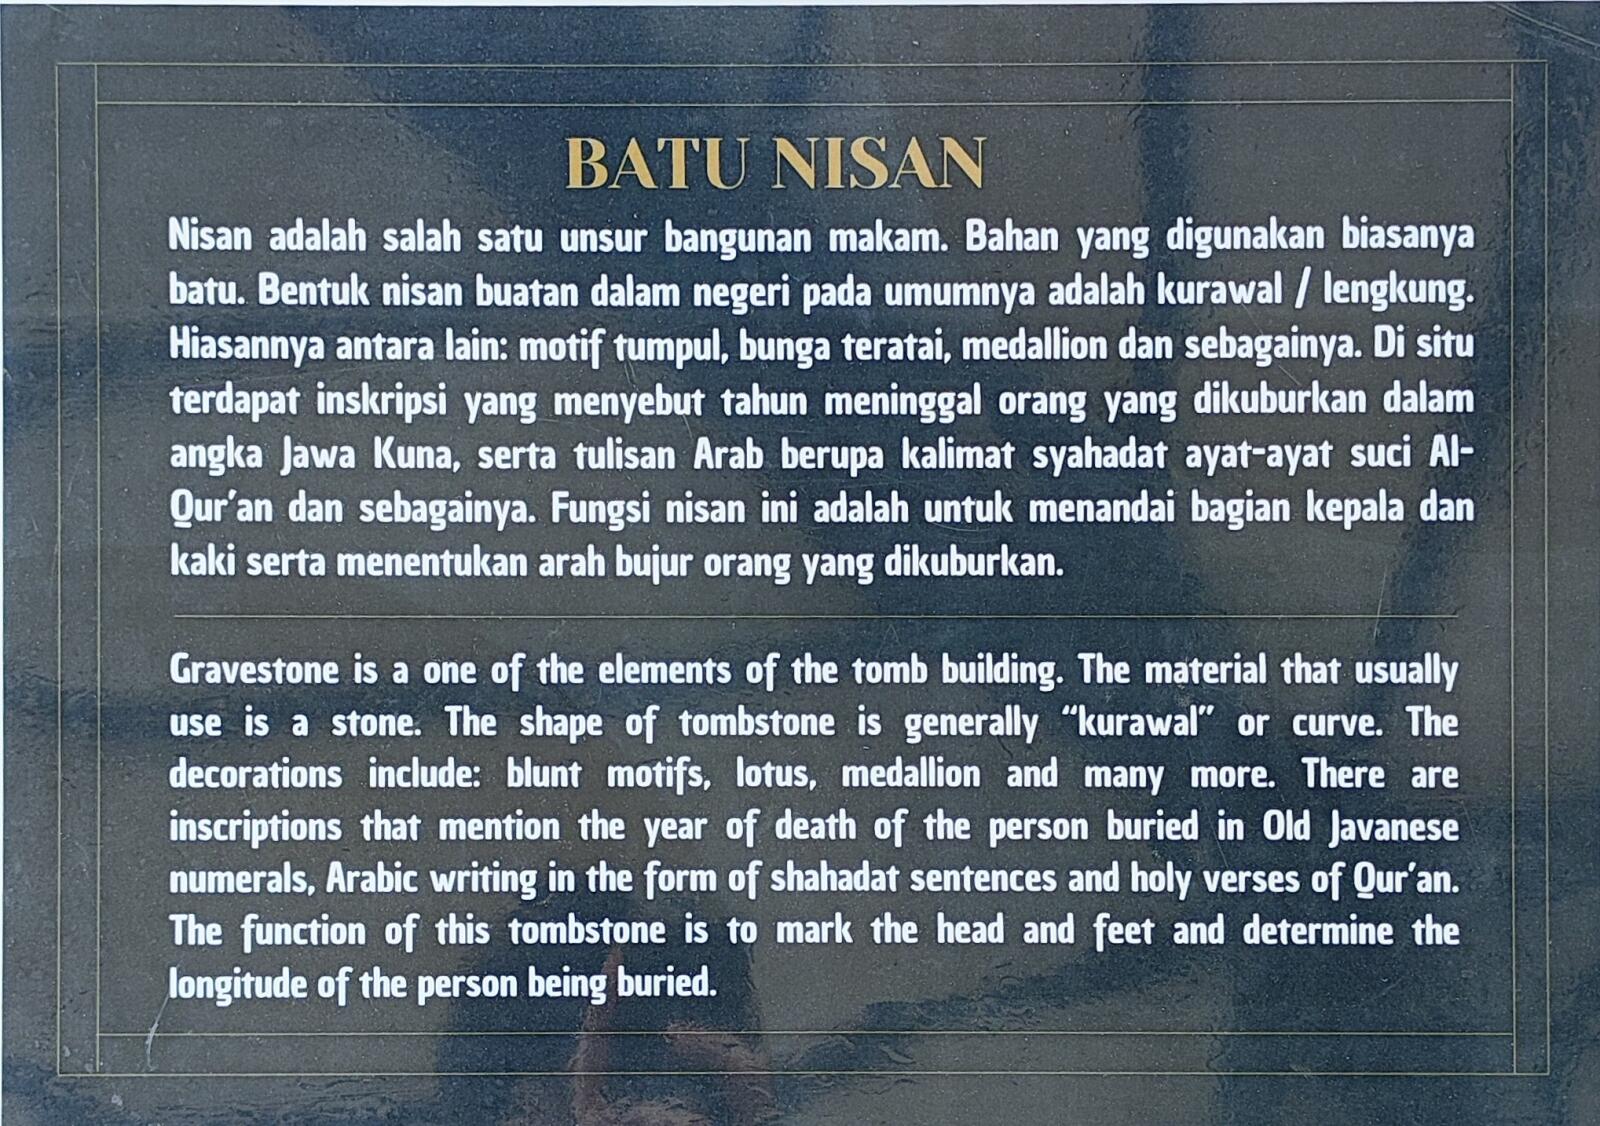 BATU NISAN
Nisan adalah salah satu unsur bangunan makam. Bahan yang digunakan biasanya
batu. Bentuk nisan buatan dalam negeri pada umumnya adalah kurawal / lengkung.
Hiasannya antara lain: motif tumpul, bunga teratai, medallion dan sebagainya. Di situ
terdapat inskripsi yang menyebut tahun meninggal orang yang dikuburkan dalam
angka Jawa Kuna, serta tulisan Arab berupa kalimat syahadat ayat-ayat suci Al-
Qur'an dan sebagainya. Fungsi nisan ini adalah untuk menandai bagian kepala dan
kaki serta menentukan arah bujur orang yang dikuburkan.
Gravestone is a one of the elements of the tomb building. The material that usually
use is a stone. The shape of tombstone is generally “kurawal” or curve. The
decorations include: blunt motifs, lotus, medallion and many more. There are
inscriptions that mention the year of death of the person buried in Old Javanese
numerals, Arabic writing in the form of shahadat sentences and holy verses of Qur'an.
The function of this tombstone is to mark the head and feet and determine the
longitude of the person being buried.